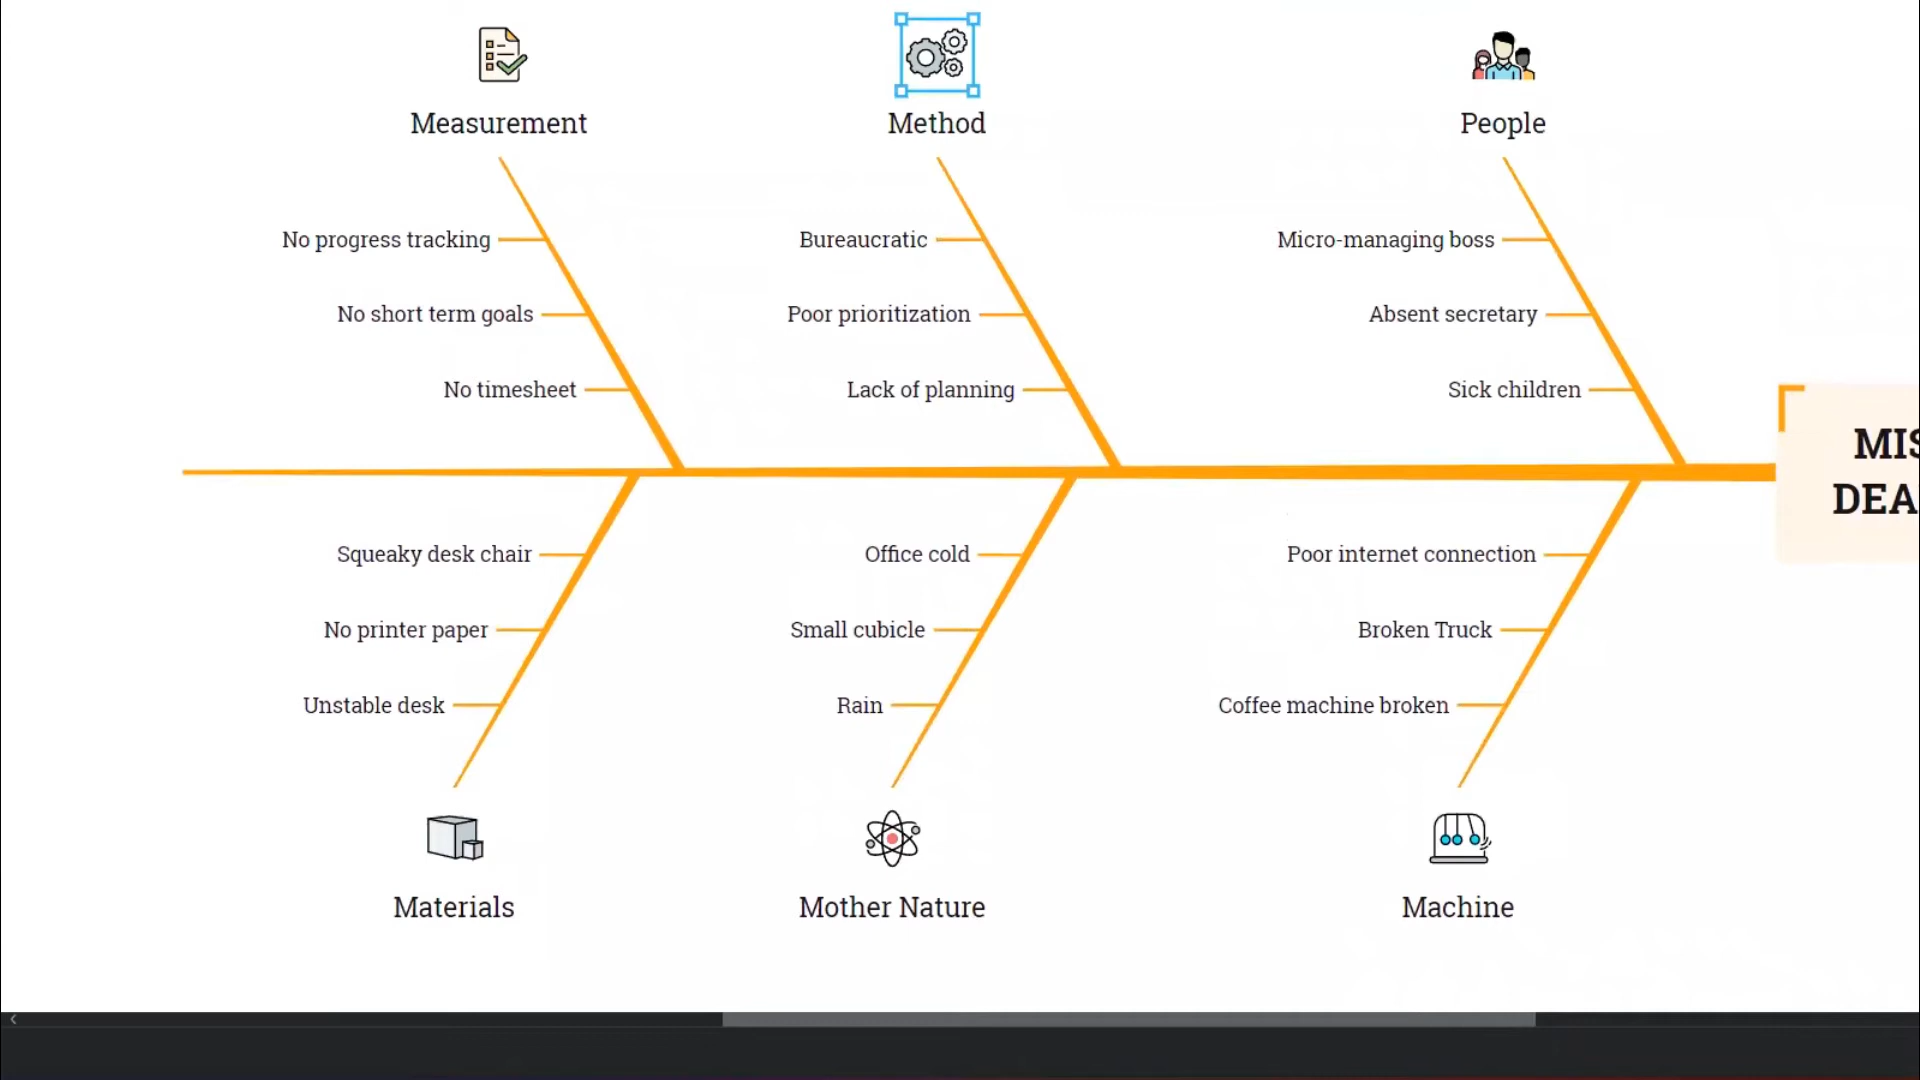 Measurement
Method
People
No progress tracking
Bureaucratic
Micro-managing boss
No short term goals
Poor prioritization
Absent secretary
No timesheet
Lack of planning
Sick children
MIS
DEA
Squeaky desk chair
Office cold
Poor internet connection
No printer paper
Small cubicle
Broken Truck
Unstable desk
Rain
Coffee machine broken
Materials
Mother Nature
Machine